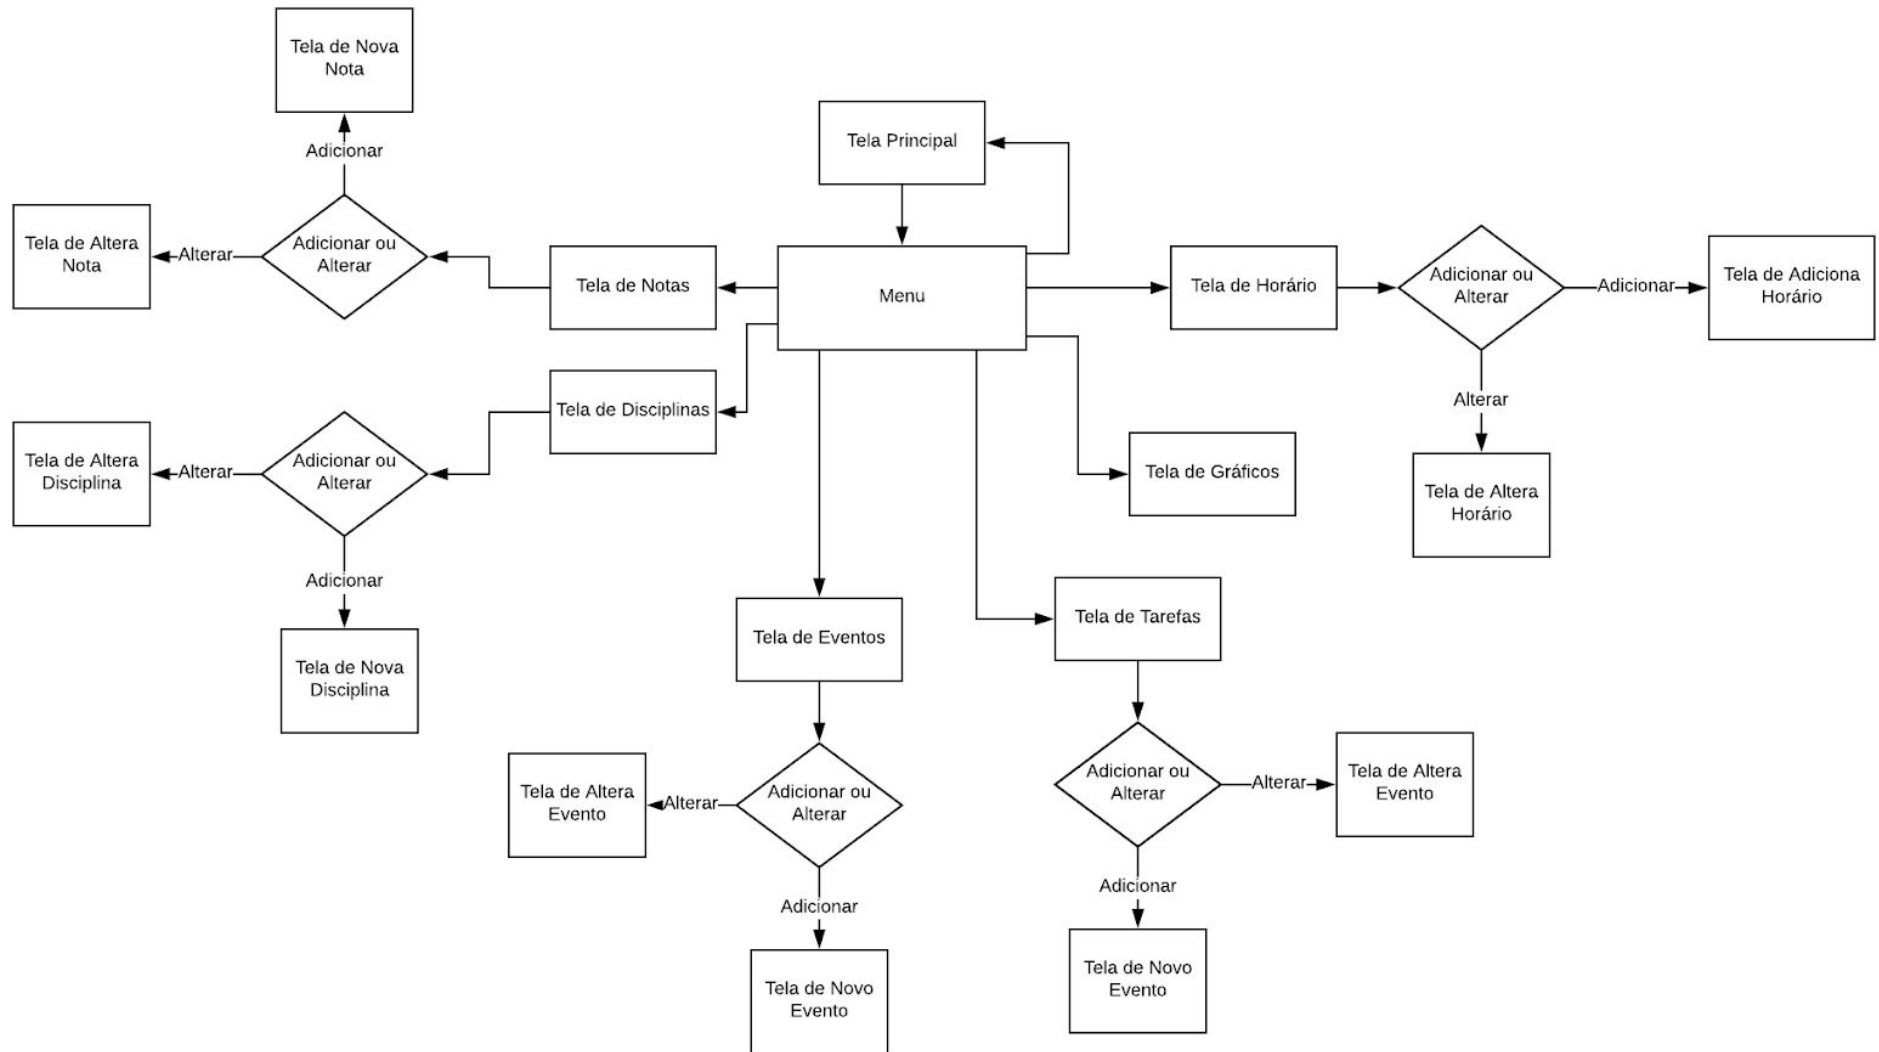 Tela de Nova
Nota
Adicionar
Tela Principal
Tela de Altera
Nota
Alterar
Adicionar ou
Alterar
Tela de Notas
Menu
Tela de Horário
Adicionar ou
Alterar
Adicionar
Tela de Adiciona
Horário
Alterar
Tela de Altera
Horário
Tela de Disciplinas
Tela de Altera
Disciplina
Alterar
Adicionar ou
Alterar
Adicionar
Tela de Nova
Disciplina
Tela de Gráficos
Tela de Eventos
Tela de Tarefas
Tela de Altera
Evento
Alterar
Adicionar ou
Alterar
Adicionar
Tela de Novo
Evento
Adicionar ou
Alterar
Alterar
Tela de Altera
Evento
Adicionar
Tela de Novo
Evento